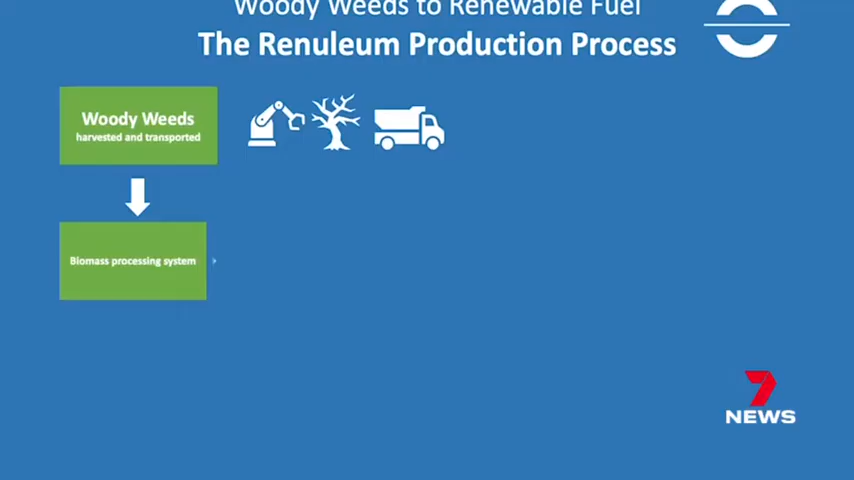 Woody Weeds to Renewable Fuel
The Renuleum Production Process
Woody Weeds
harvested and transported
Biomass processing system
7
NEWS